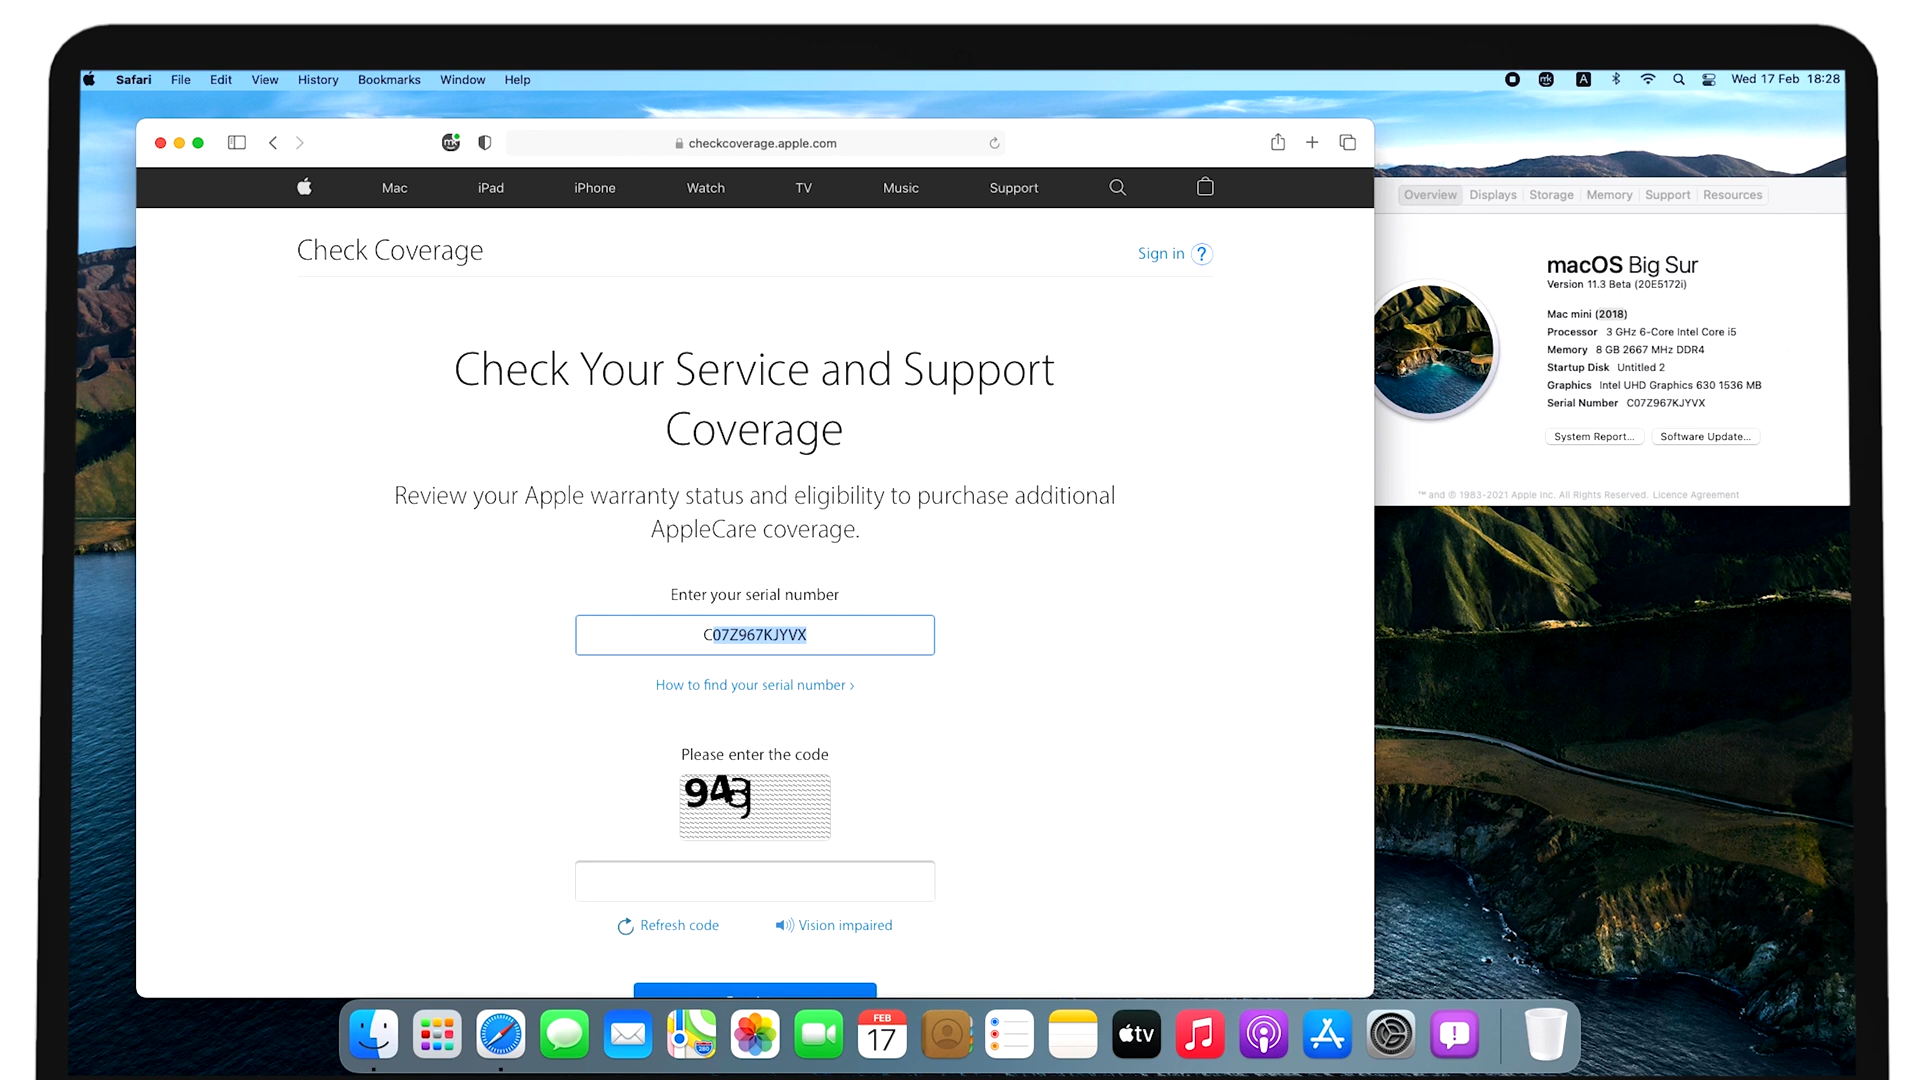 Safari File Edit View History Bookmarks Window Help
A
Wed 17 Feb 18:28
mk
checkcoverage.apple.com
Mac iPad iPhone Watch TV Music Support
Check Coverage
Sign in ?
Check Your Service and Support
Coverage
Review your Apple warranty status and eligibility to purchase additional
AppleCare coverage.
Enter your serial number
C07Z967KJYVX
How to find your serial number ›
Please enter the code
943
Refresh code
Vision impaired
Overview Displays Storage Memory Support Resources
macOS Big Sur
Version 11.3 Beta (20E5172i)
Mac mini (2018)
Processor 3 GHz 6-Core Intel Core i5
Memory 8 GB 2667 MHz DDR4
Startup Disk Untitled 2
Graphics Intel UHD Graphics 630 1536 MB
Serial Number C07Z967KJYVX
System Report... Software Update...
™ and © 1983-2021 Apple Inc. All Rights Reserved. Licence Agreement
280
FEB
17
tv